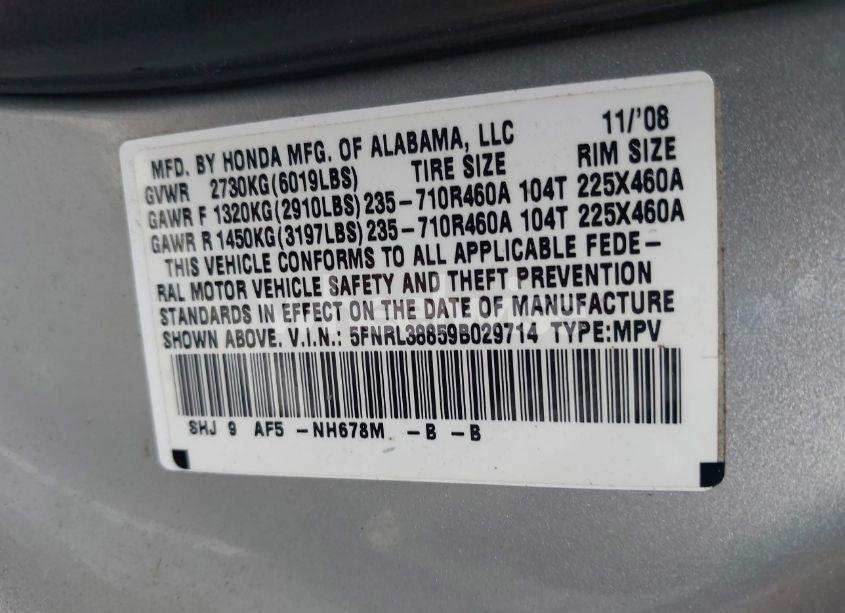 MFD. BY HONDA MFG. OF ALABAMA, LLC 11/'08
GVWR 2730KG(6019LBS) TIRE SIZE RIM SIZE
GAWR F 1320KG(2910LBS) 235-710R460A 104T 225X460A
GAWR R 1450KG(3197LBS) 235-710R460A 104T 225X460A
THIS VEHICLE CONFORMS TO ALL APPLICABLE FEDE-
RAL MOTOR VEHICLE SAFETY AND THEFT PREVENTION
STANDARDS IN EFFECT ON THE DATE OF MANUFACTURE
SHOWN ABOVE. V.I.N.: 5FNRL38859B029714 TYPE:MPV
SHJ 9 AF5 -NH678M -B -B